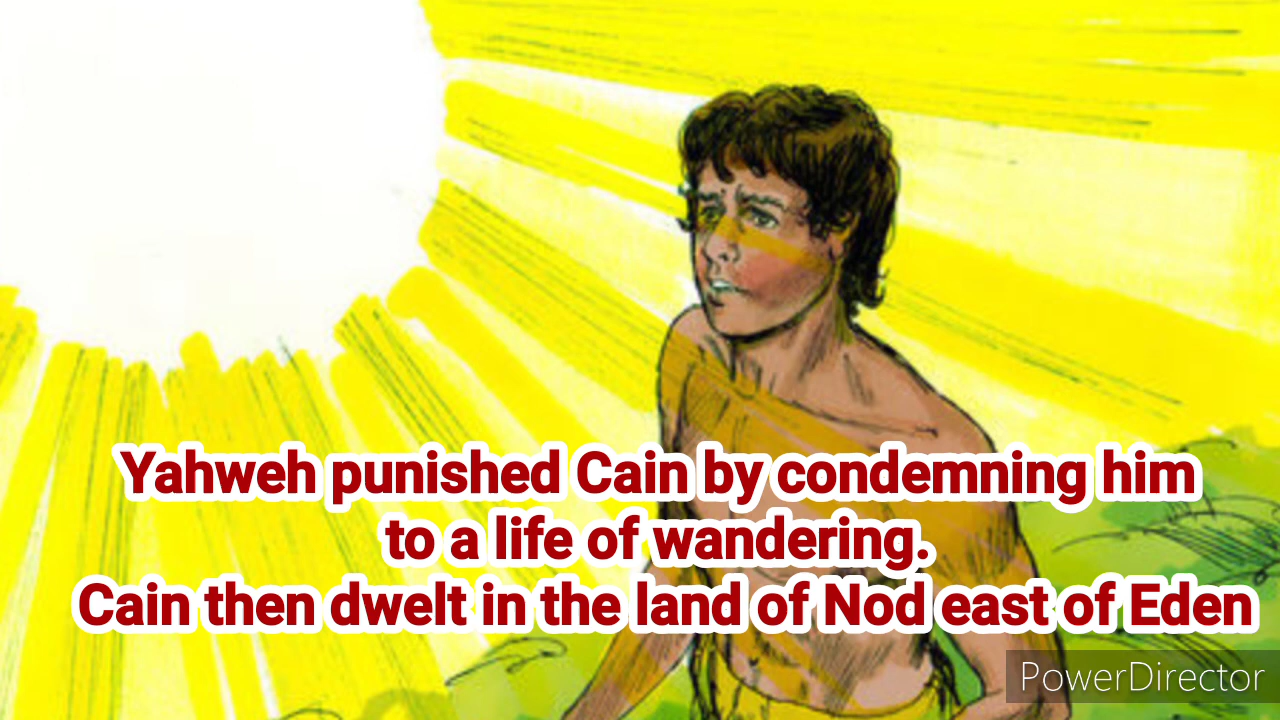 Yahweh punished Cain by condemning him
to a life of wandering.
Cain then dwelt in the land of Nod east of Eden
PowerDirector